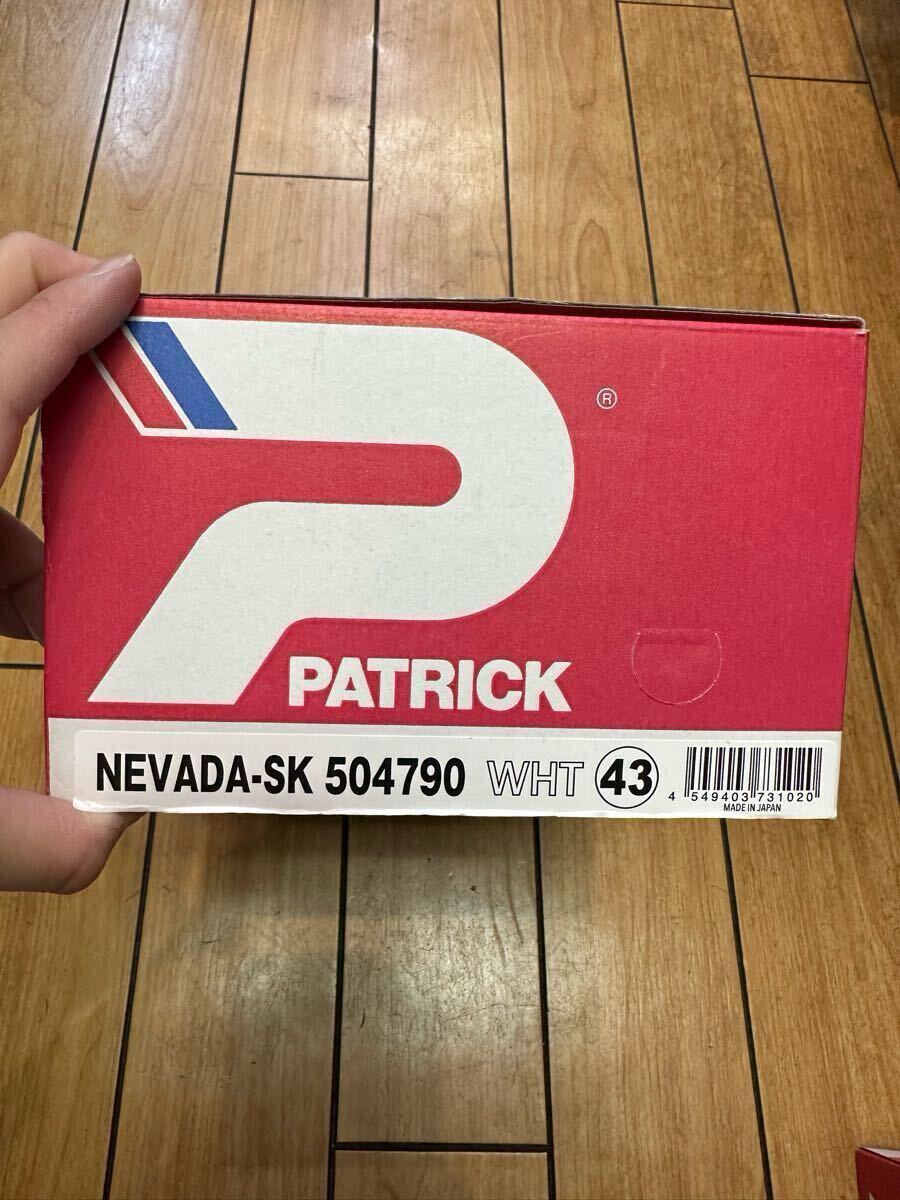 ®
PATRICK
NEVADA-SK 504790 WHT 43
4 549403 731020
MADE IN JAPAN